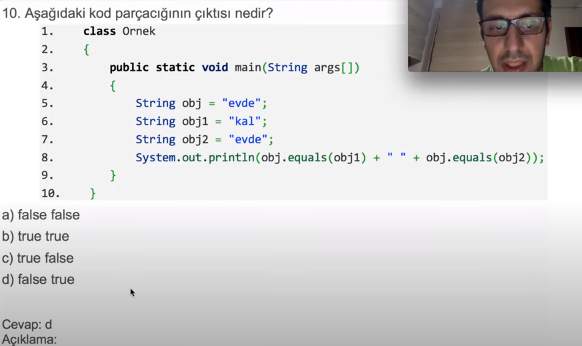 10. Aşağıdaki kod parçacığının çıktısı nedir?
1. class Ornek
2. {
3. public static void main(String args[])
4. {
5. String obj = "evde";
6. String obj1 = "kal";
7. String obj2 = "evde";
8. System.out.println(obj.equals(obj1) + " " + obj.equals(obj2));
9. }
10. }
a) false false
b) true true
c) true false
d) false true
Cevap: d
Açıklama: